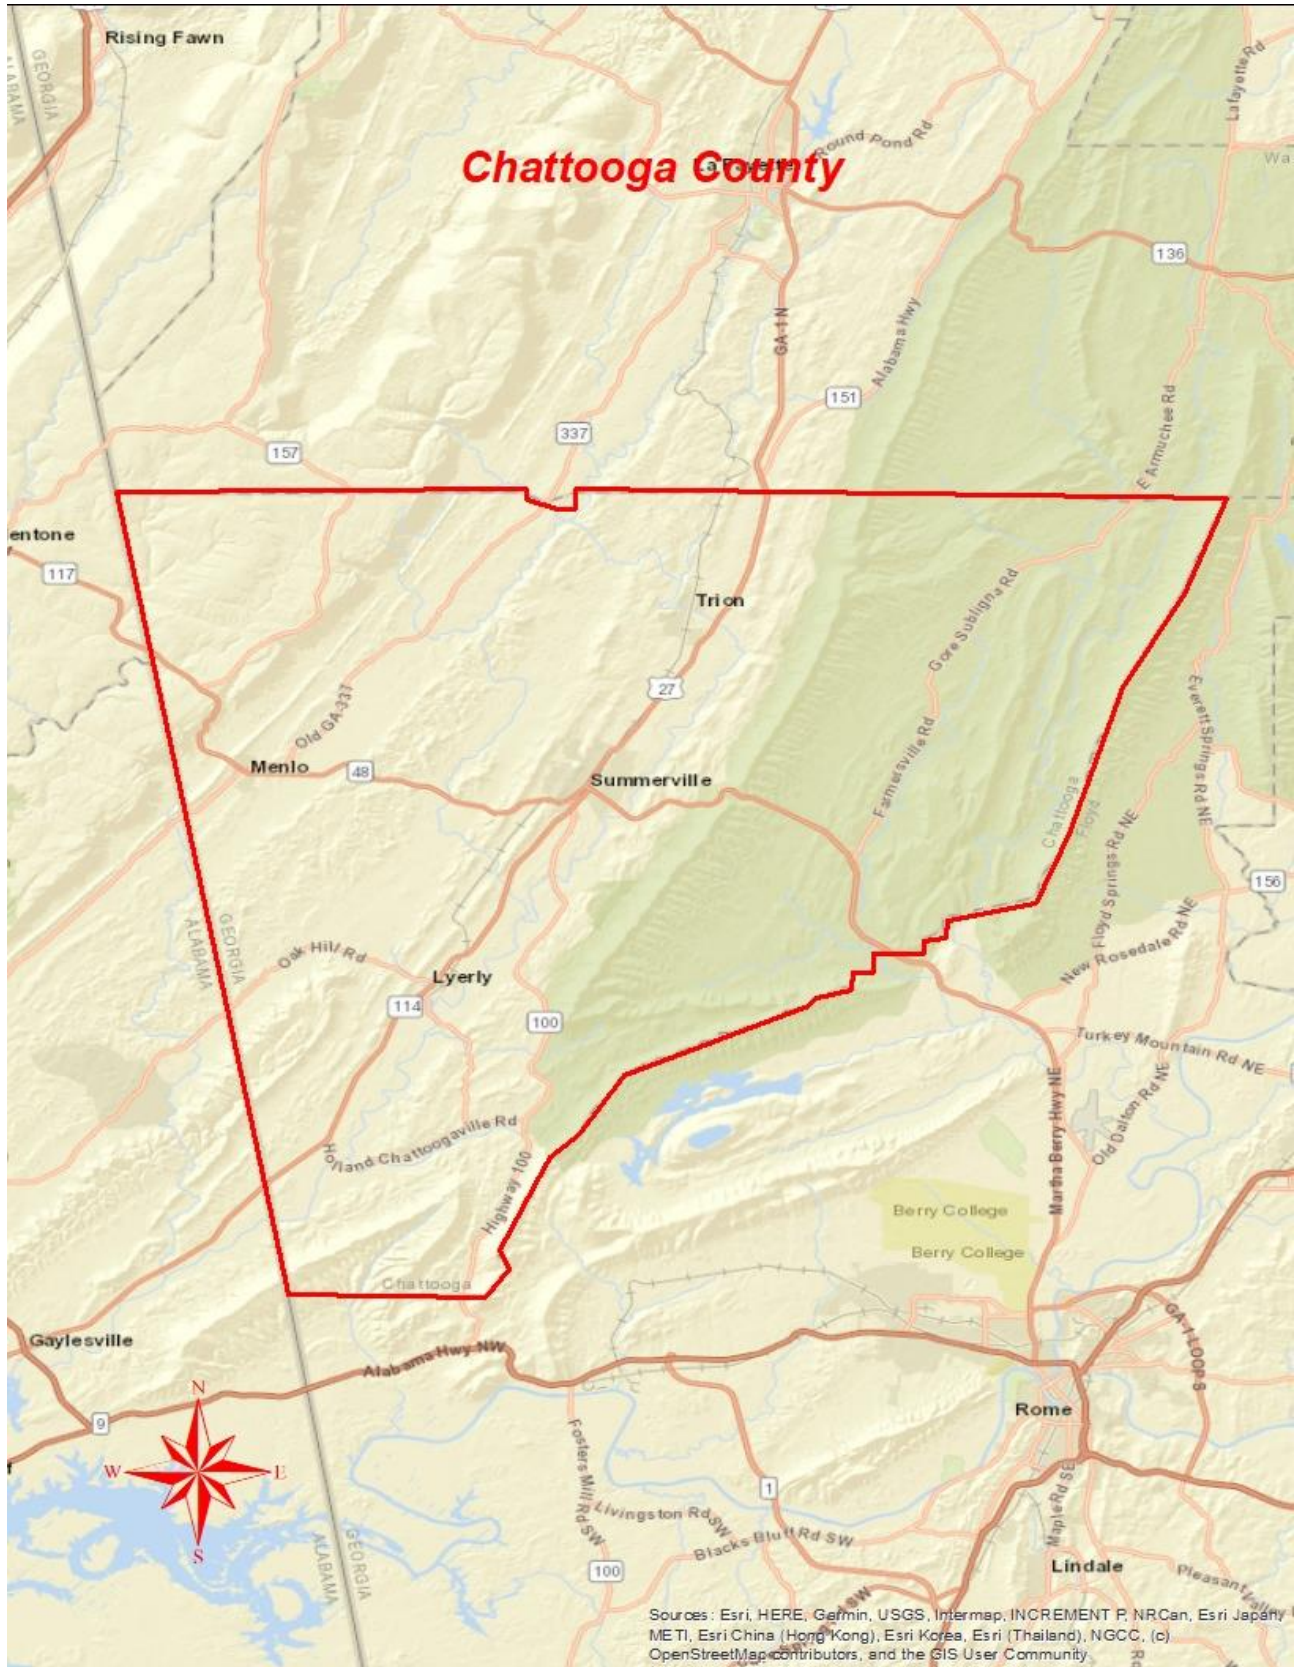 Rising Fawn
GEORGIA
ALABAMA
Lafayette Rd
Round Pond Rd
LaFayette
Chattooga County
Wa
136
GA-1 N
Alabama Hwy
151
E Armuchee Rd
337
157
entone
117
Trion
Gore Subligna Rd
27
Old GA-337
Everett Springs Rd NE
Menlo
48
Summerville
Farmersville Rd
Chattooga
Floyd
Floyd Springs Rd NE
156
GEORGIA
ALABAMA
Oak Hill Rd
New Rosedale Rd NE
Lyerly
114
100
Turkey Mountain Rd NE
Old Dalton Rd NE
Holland Chattoogaville Rd
Martha Berry Hwy NE
Highway 100
Berry College
Berry College
Chattooga
GA-1 LOOP S
Gaylesville
Alabama Hwy NW
N
Rome
9
W
E
Fosters Mill Rd SW
Maple Rd SE
1
Livingston Rd SW
Blacks Bluff Rd SW
S
ALABAMA
GEORGIA
100
Lindale
Pleasant Valley
Sources: Esri, HERE, Garmin, USGS, Intermap, INCREMENT P, NRCan, Esri Japan,
METI, Esri China (Hong Kong), Esri Korea, Esri (Thailand), NGCC, (c)
OpenStreetMap contributors, and the GIS User Community